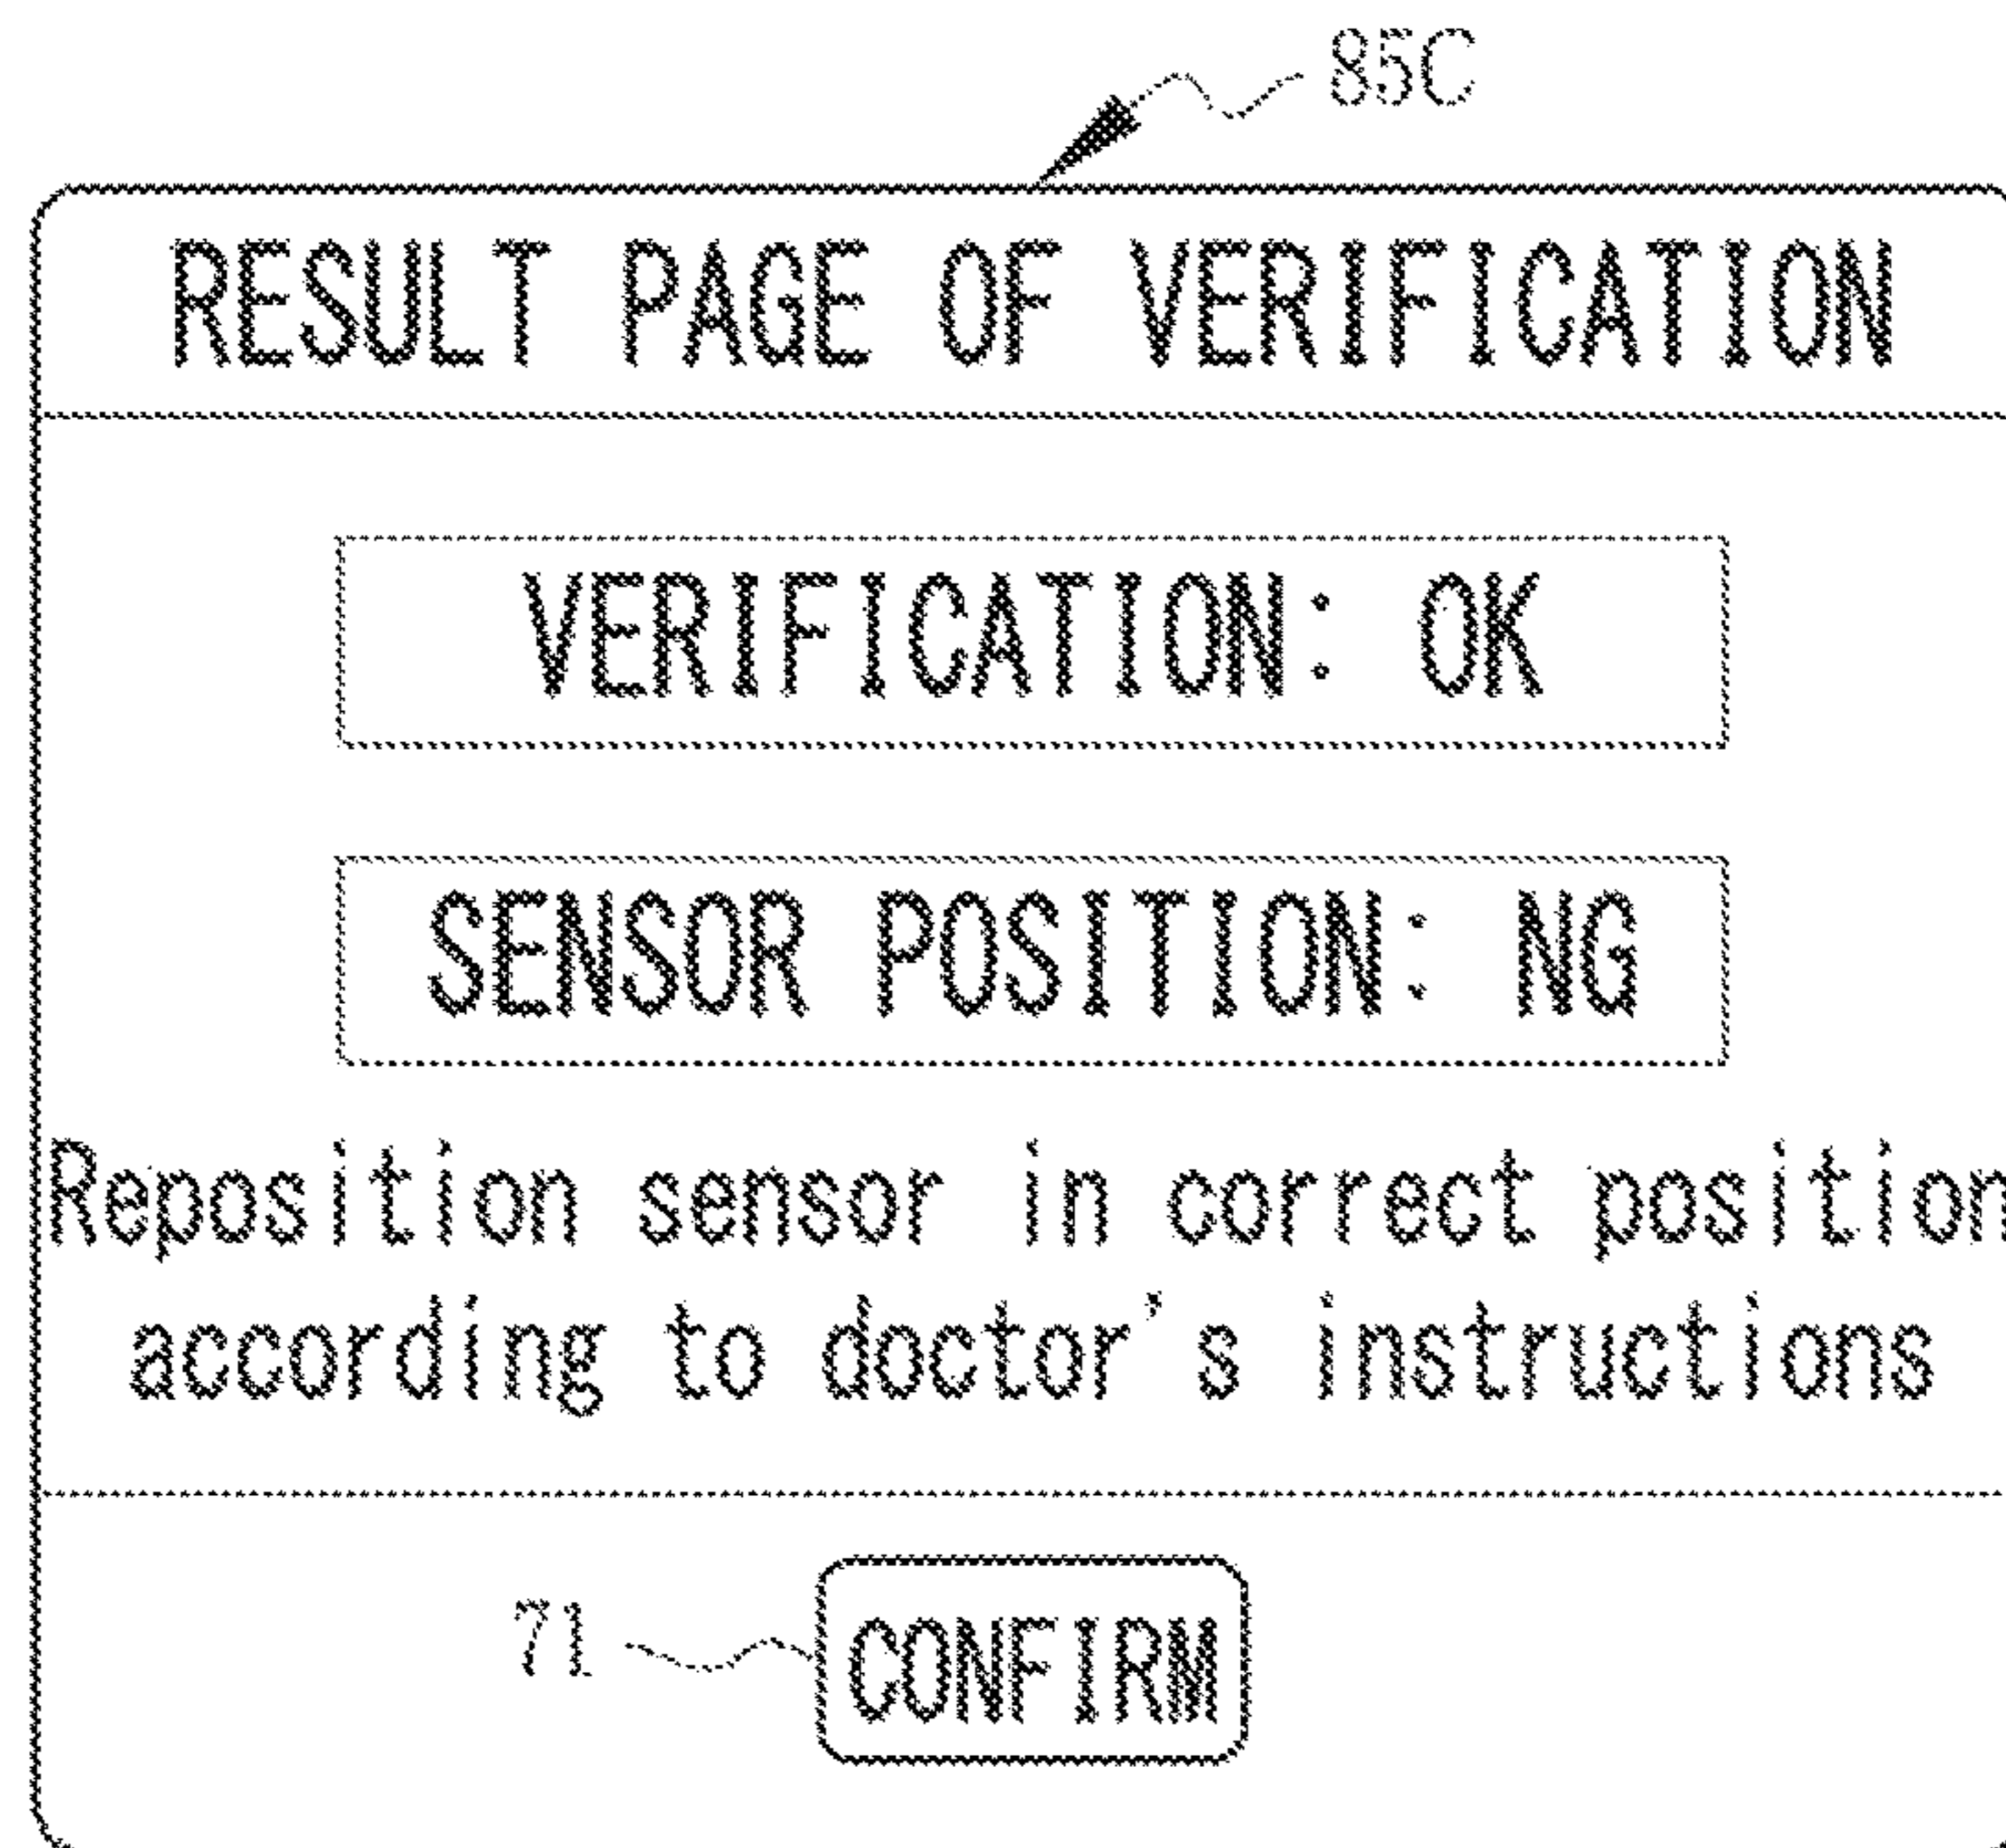 85C
RESULT PAGE OF VERIFICATION
VERIFICATION: OK
SENSOR POSITION: NG
Reposition sensor in correct position
according to doctor's instructions
71 CONFIRM